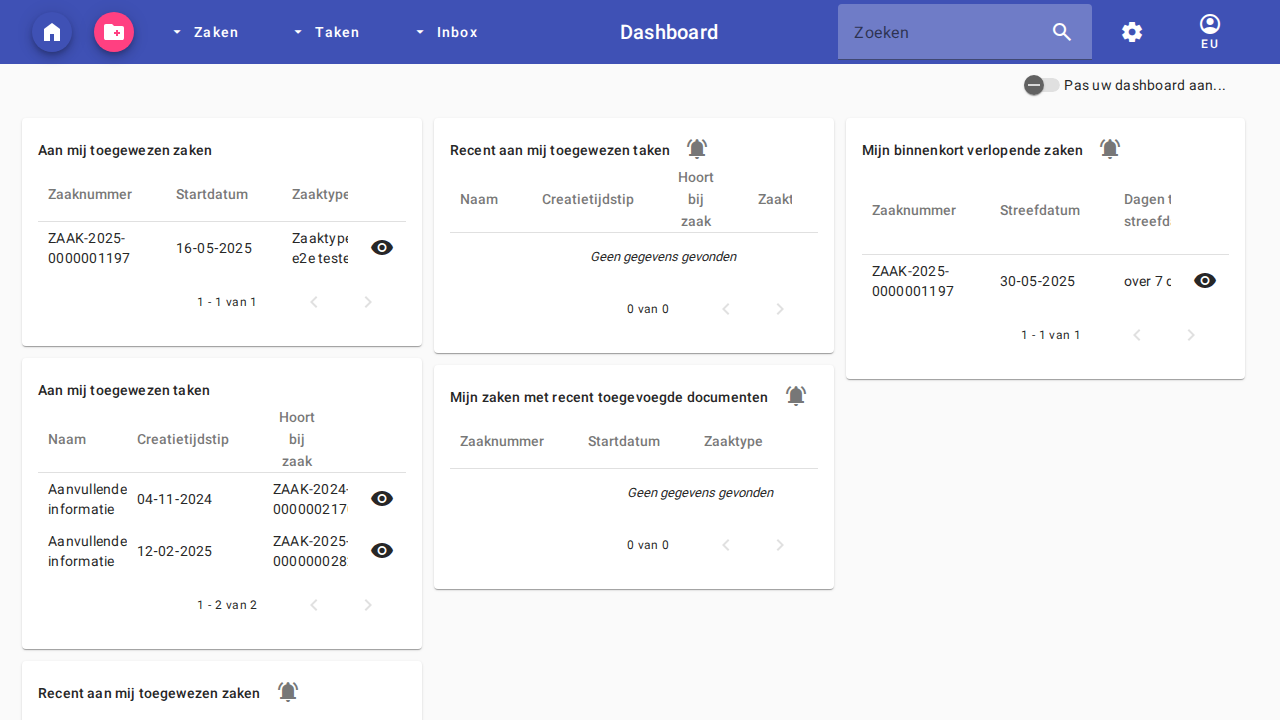 Zaken
Taken
Inbox
Dashboard
Zoeken
EU
Pas uw dashboard aan...
Aan mij toegewezen zaken
Zaaknummer
Startdatum
Zaaktype
ZAAK-2025-
0000001197
16-05-2025
Zaaktype
e2e teste
1 - 1 van 1
Aan mij toegewezen taken
Naam
Creatietijdstip
Hoort
bij
zaak
Aanvullende
informatie
04-11-2024
ZAAK-2024-
000000217
Aanvullende
informatie
12-02-2025
ZAAK-2025-
000000028
1 - 2 van 2
Recent aan mij toegewezen zaken
Recent aan mij toegewezen taken
Naam
Creatietijdstip
Hoort
bij
zaak
Zaakt
Geen gegevens gevonden
0 van 0
Mijn zaken met recent toegevoegde documenten
Zaaknummer
Startdatum
Zaaktype
Geen gegevens gevonden
0 van 0
Mijn binnenkort verlopende zaken
Zaaknummer
Streefdatum
Dagen t
streefd
ZAAK-2025-
0000001197
30-05-2025
over 7 d
1 - 1 van 1